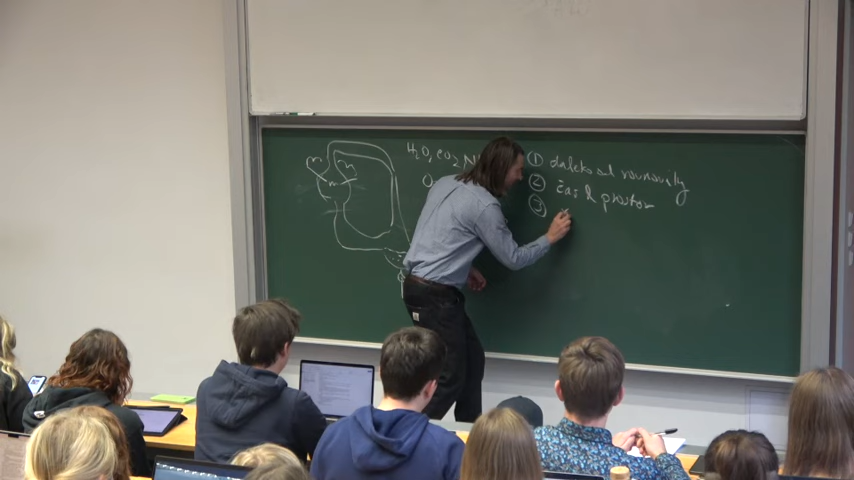 H₂O, CO₂ N
① daleko od rovnováhy
② čas & prostor
③